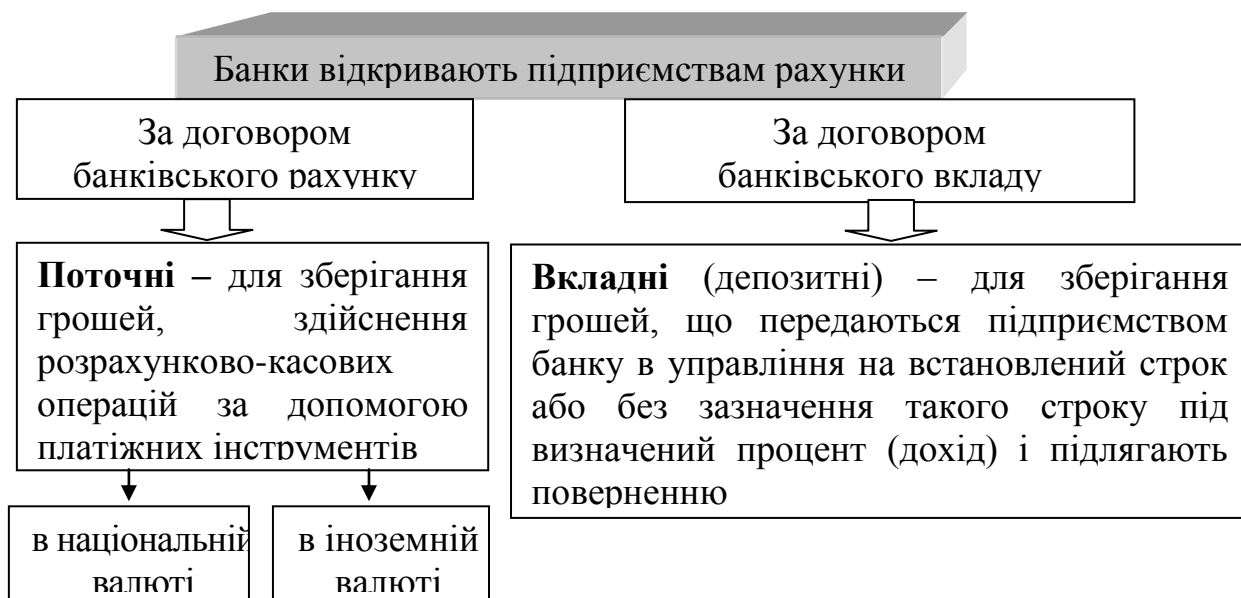 Банки відкривають підприємствам рахунки
За договором
банківського рахунку
За договором
банківського вкладу
Поточні – для зберігання
грошей, здійснення
розрахунково-касових
операцій за допомогою
платіжних інструментів
Вкладні (депозитні) – для зберігання
грошей, що передаються підприємством
банку в управління на встановлений строк
або без зазначення такого строку під
визначений процент (дохід) і підлягають
поверненню
в національній
валюті
в іноземній
валюті